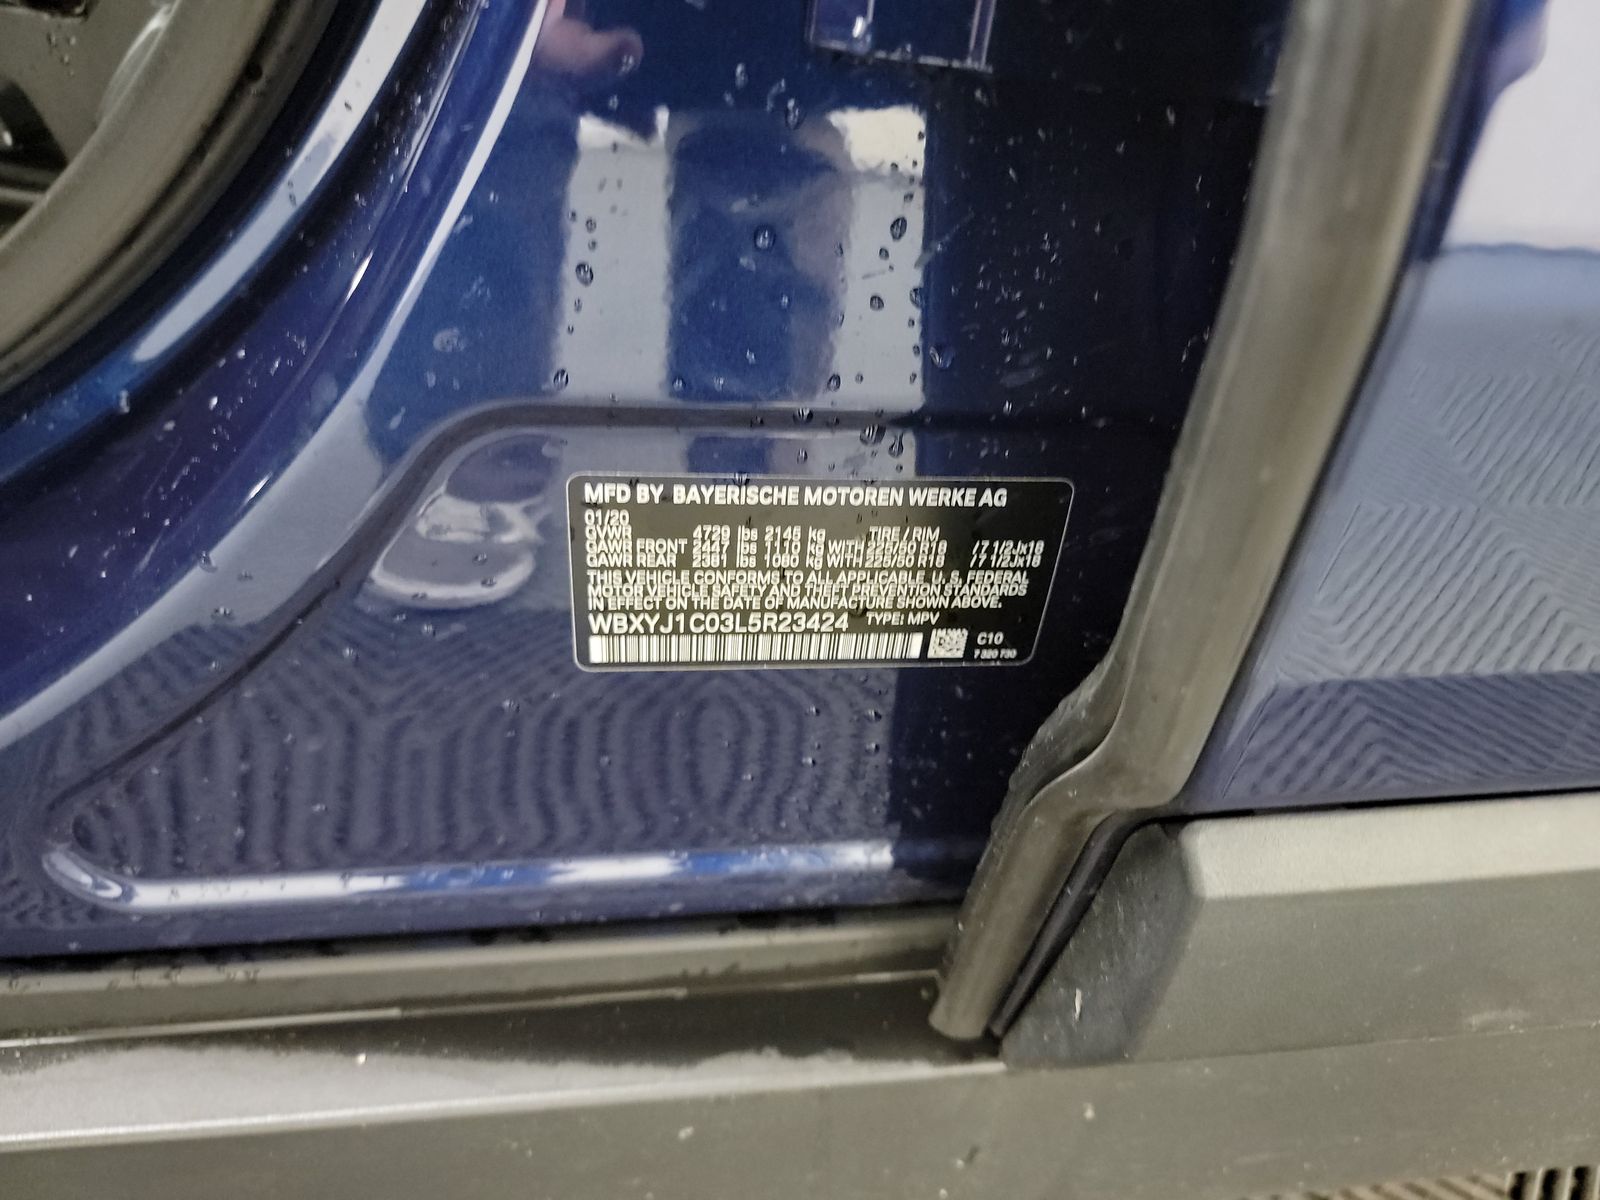 MFD BY BAYERISCHE MOTOREN WERKE AG
01/20
GVWR 4729 lbs 2145 kg TIRE / RIM
GAWR FRONT 2447 lbs 1110 kg WITH 225/50 R18 /7 1/2Jx18
GAWR REAR 2381 lbs 1080 kg WITH 225/50 R18 /7 1/2Jx18
THIS VEHICLE CONFORMS TO ALL APPLICABLE U. S. FEDERAL
MOTOR VEHICLE SAFETY AND THEFT PREVENTION STANDARDS
IN EFFECT ON THE DATE OF MANUFACTURE SHOWN ABOVE.
WBXYJ1C03L5R23424 TYPE: MPV
C10
7 320 730